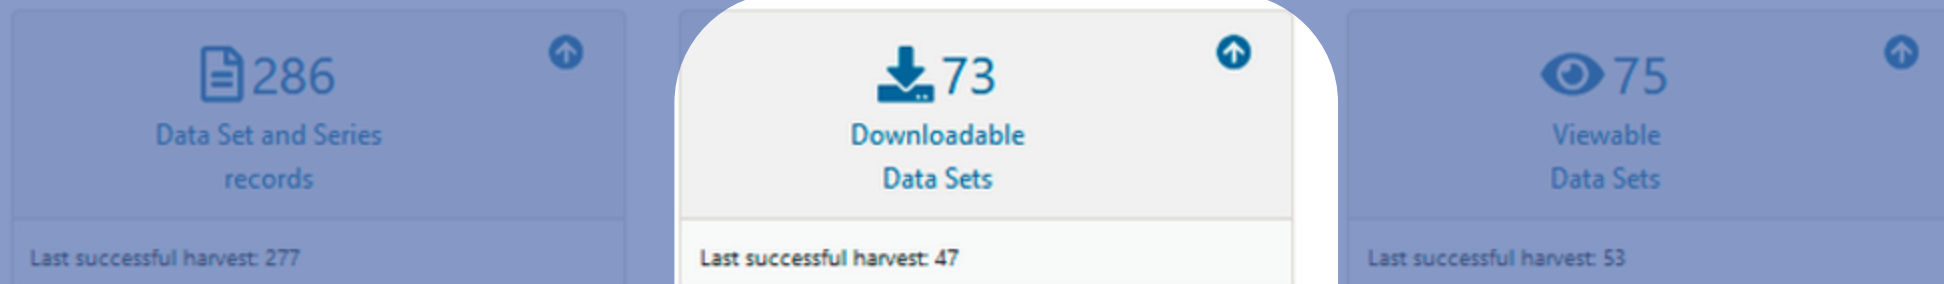 286
Data Set and Series
records
Last successful harvest: 277
73
Downloadable
Data Sets
Last successful harvest: 47
75
Viewable
Data Sets
Last successful harvest: 53